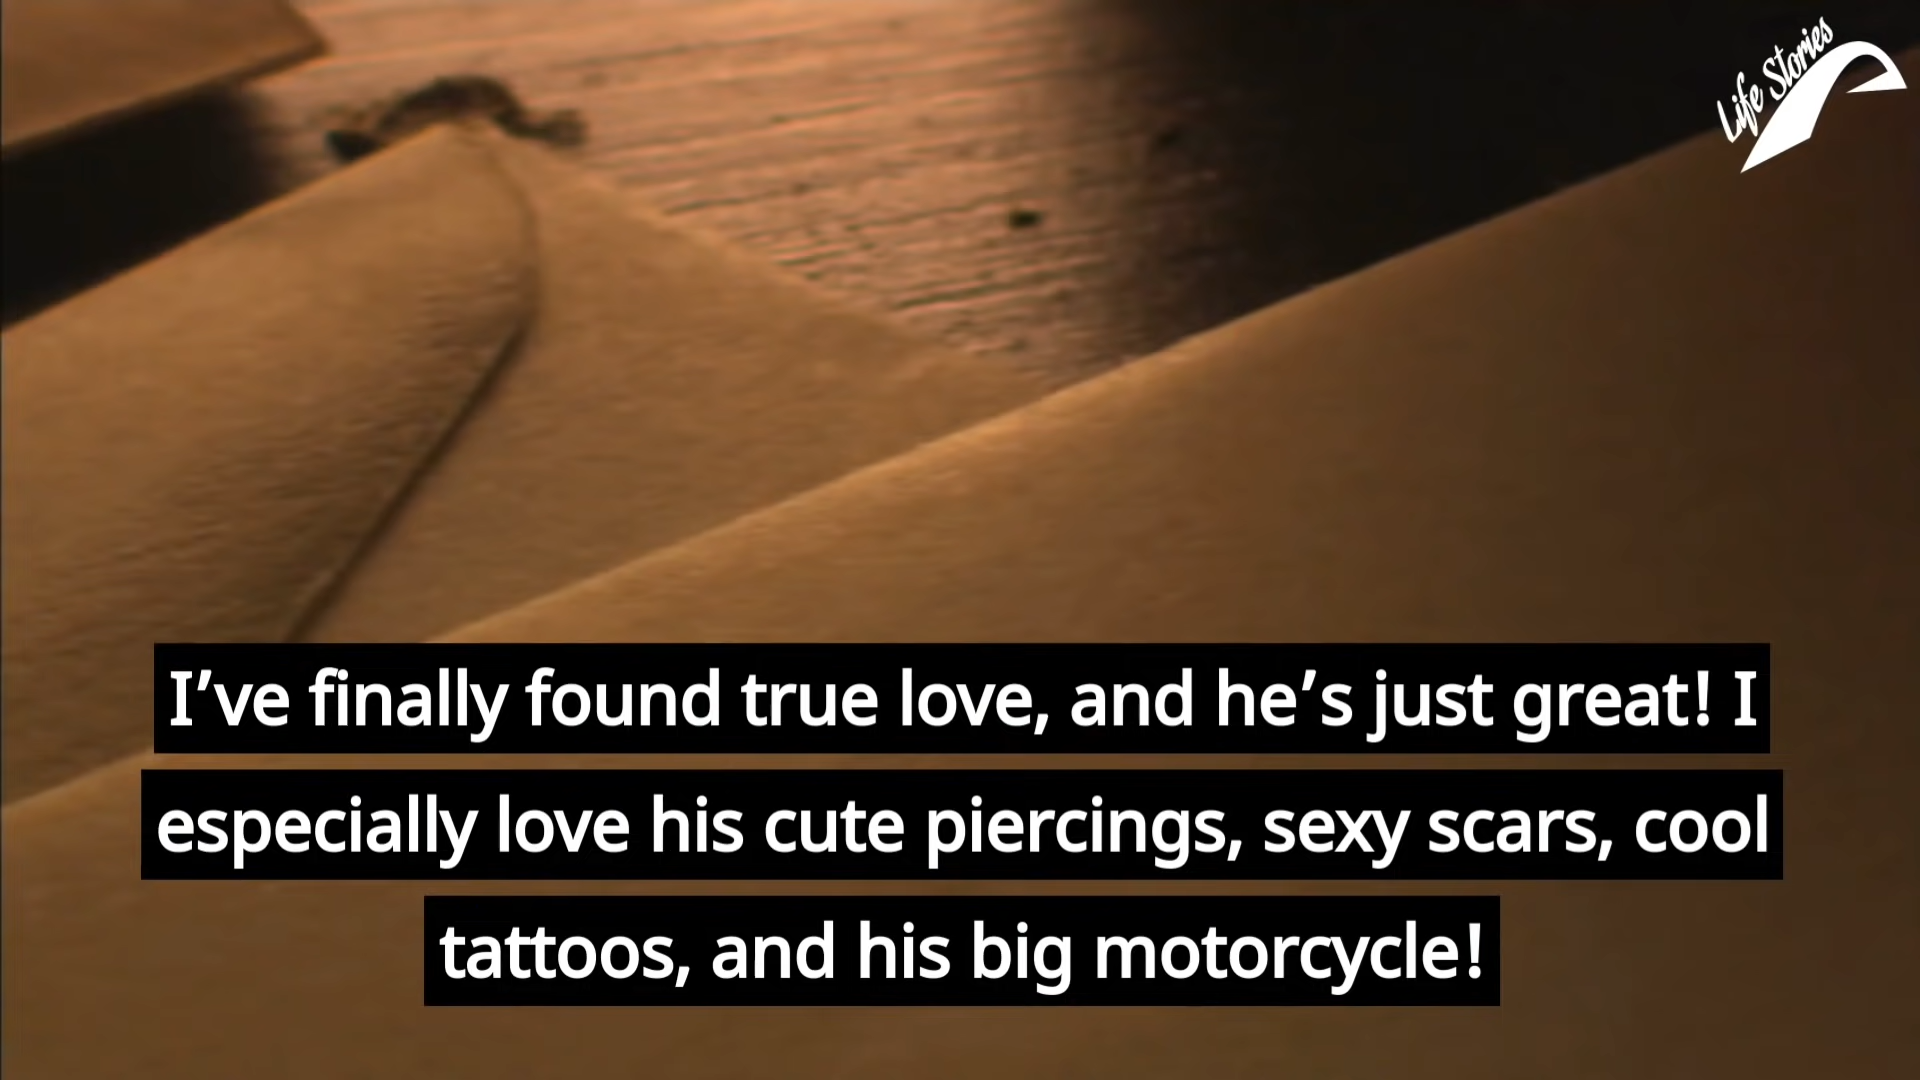 Life Stories
I’ve finally found true love, and he’s just great! I
especially love his cute piercings, sexy scars, cool
tattoos, and his big motorcycle!